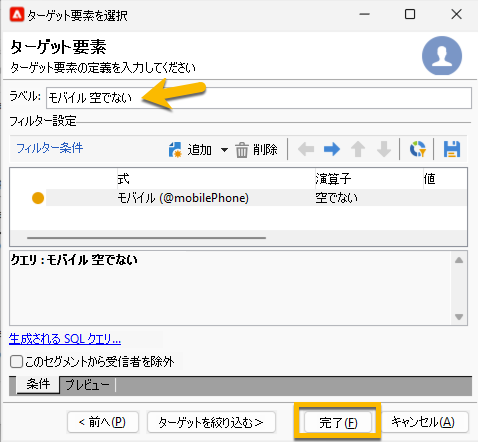 ターゲット要素を選択
ターゲット要素
ターゲット要素の定義を入力してください
ラベル: モバイル 空でない
フィルター設定
フィルター条件 追加 削除
式 演算子 値
モバイル (@mobilePhone) 空でない
クエリ : モバイル 空でない
生成される SQL クエリ...
このセグメントから受信者を除外
条件 プレビュー
< 前へ(P) ターゲットを絞り込む > 完了(F) キャンセル(A)